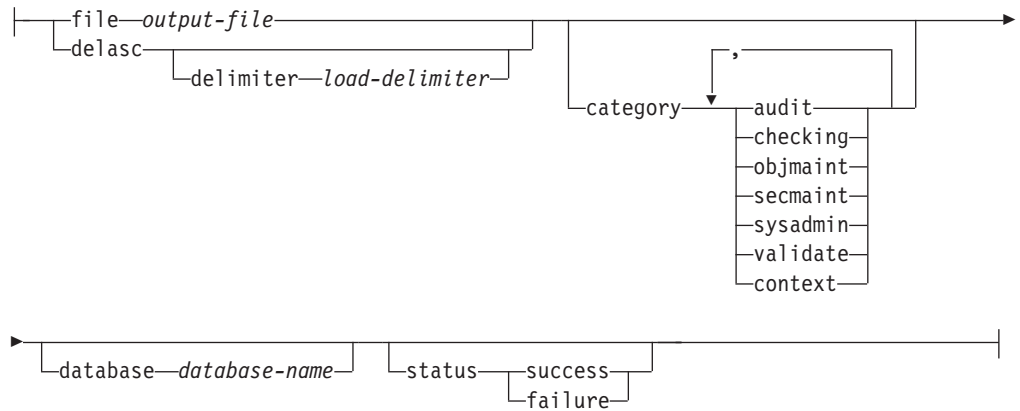 file output-file
delasc
delimiter load-delimiter
,
category audit
checking
objmaint
secmaint
sysadmin
validate
context
database database-name status success
failure